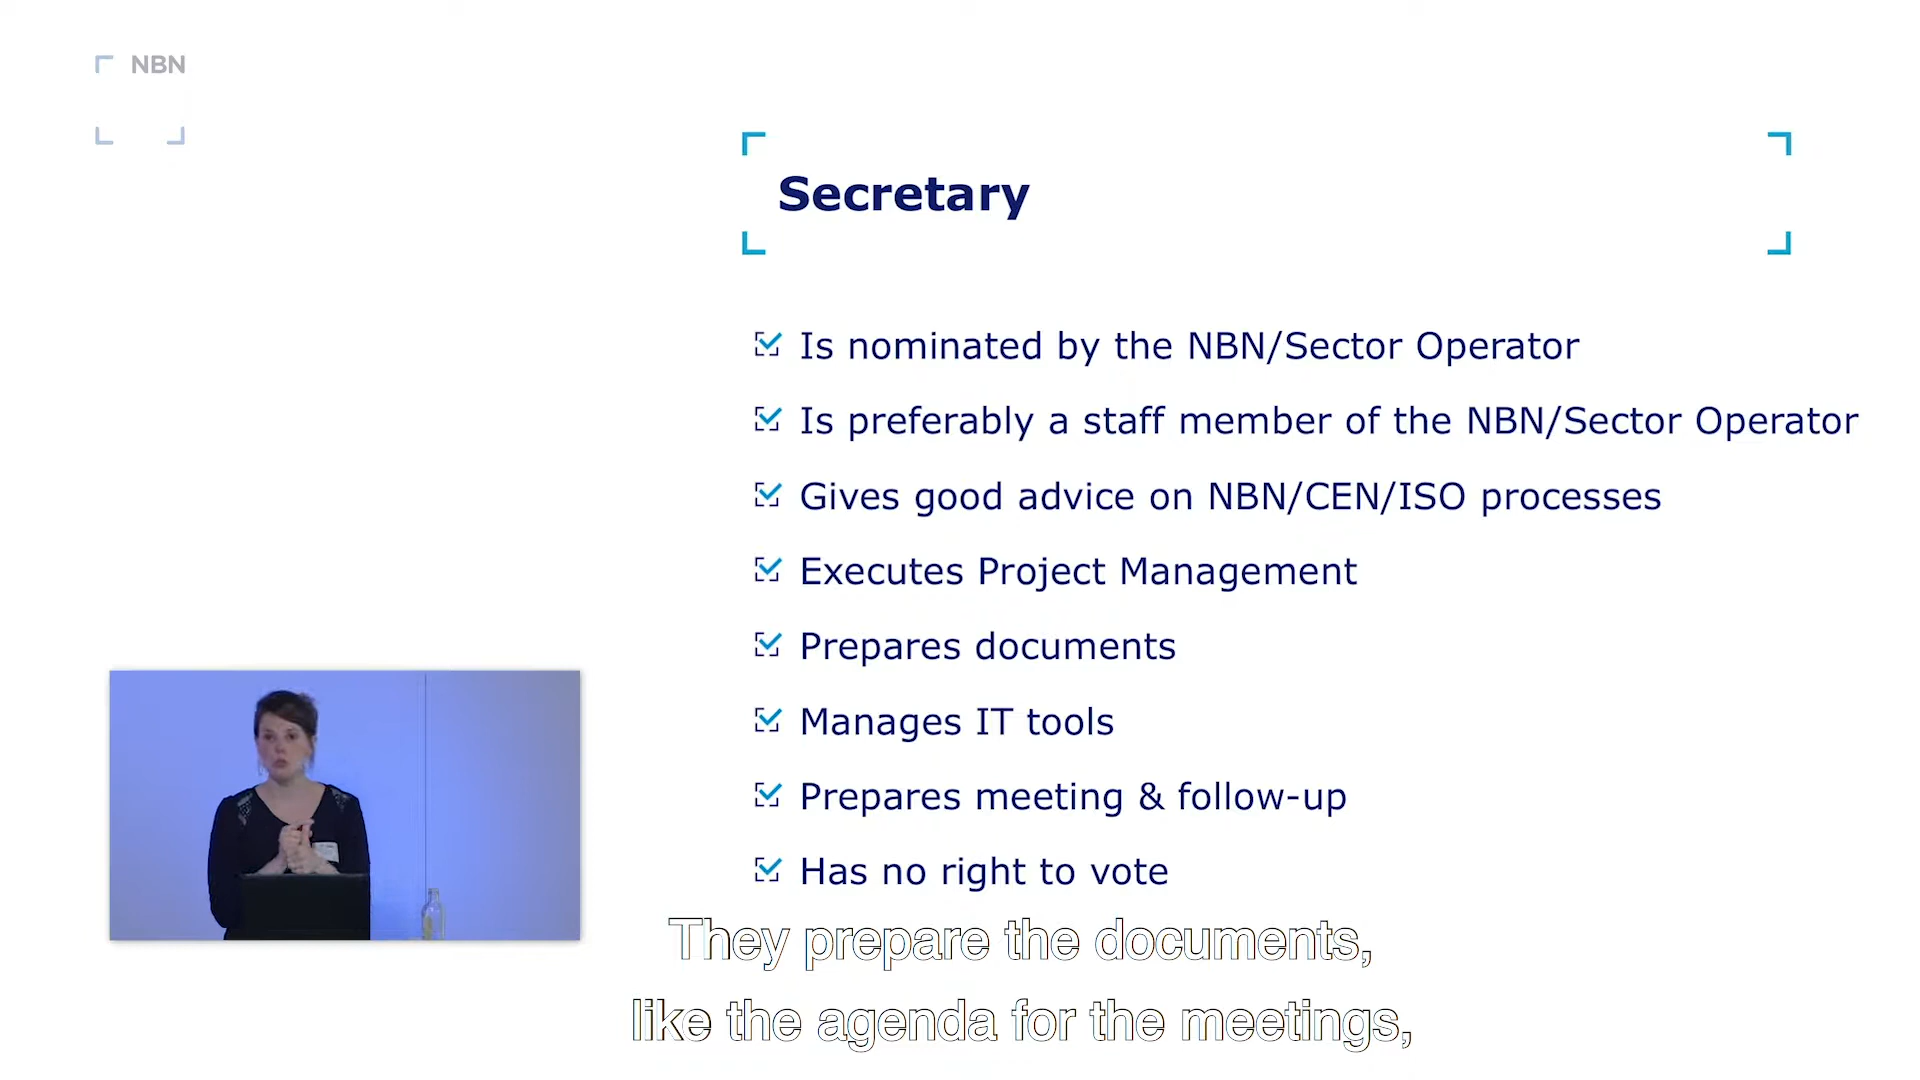 NBN
Secretary
Is nominated by the NBN/Sector Operator
Is preferably a staff member of the NBN/Sector Operator
Gives good advice on NBN/CEN/ISO processes
Executes Project Management
Prepares documents
Manages IT tools
Prepares meeting & follow-up
Has no right to vote
They prepare the documents,
like the agenda for the meetings,